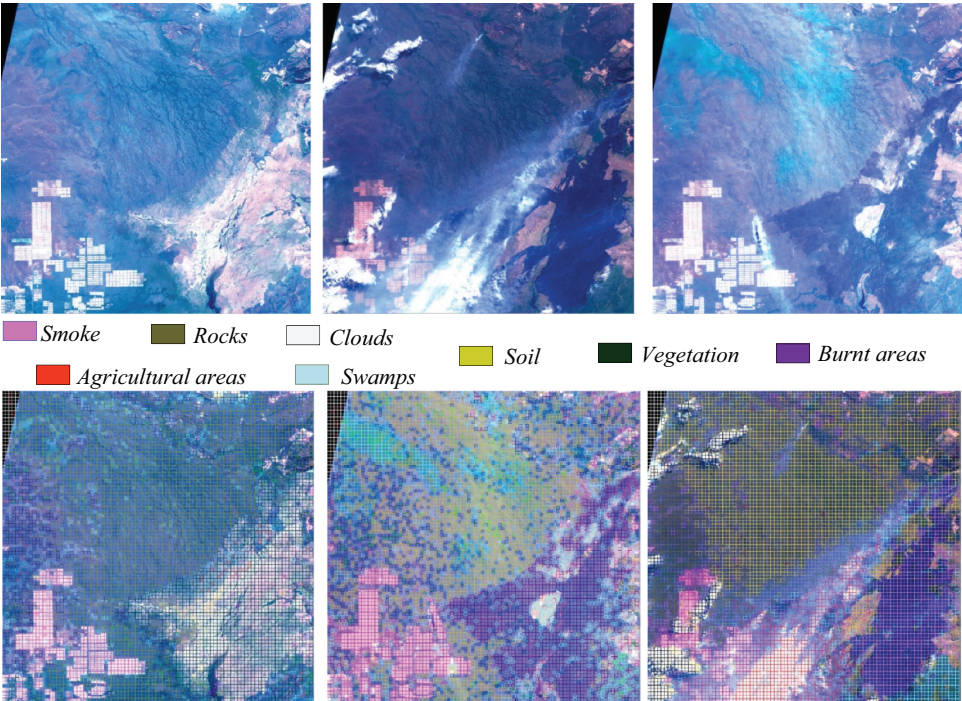 Smoke Rocks Clouds Soil Vegetation Burnt areas
Agricultural areas Swamps